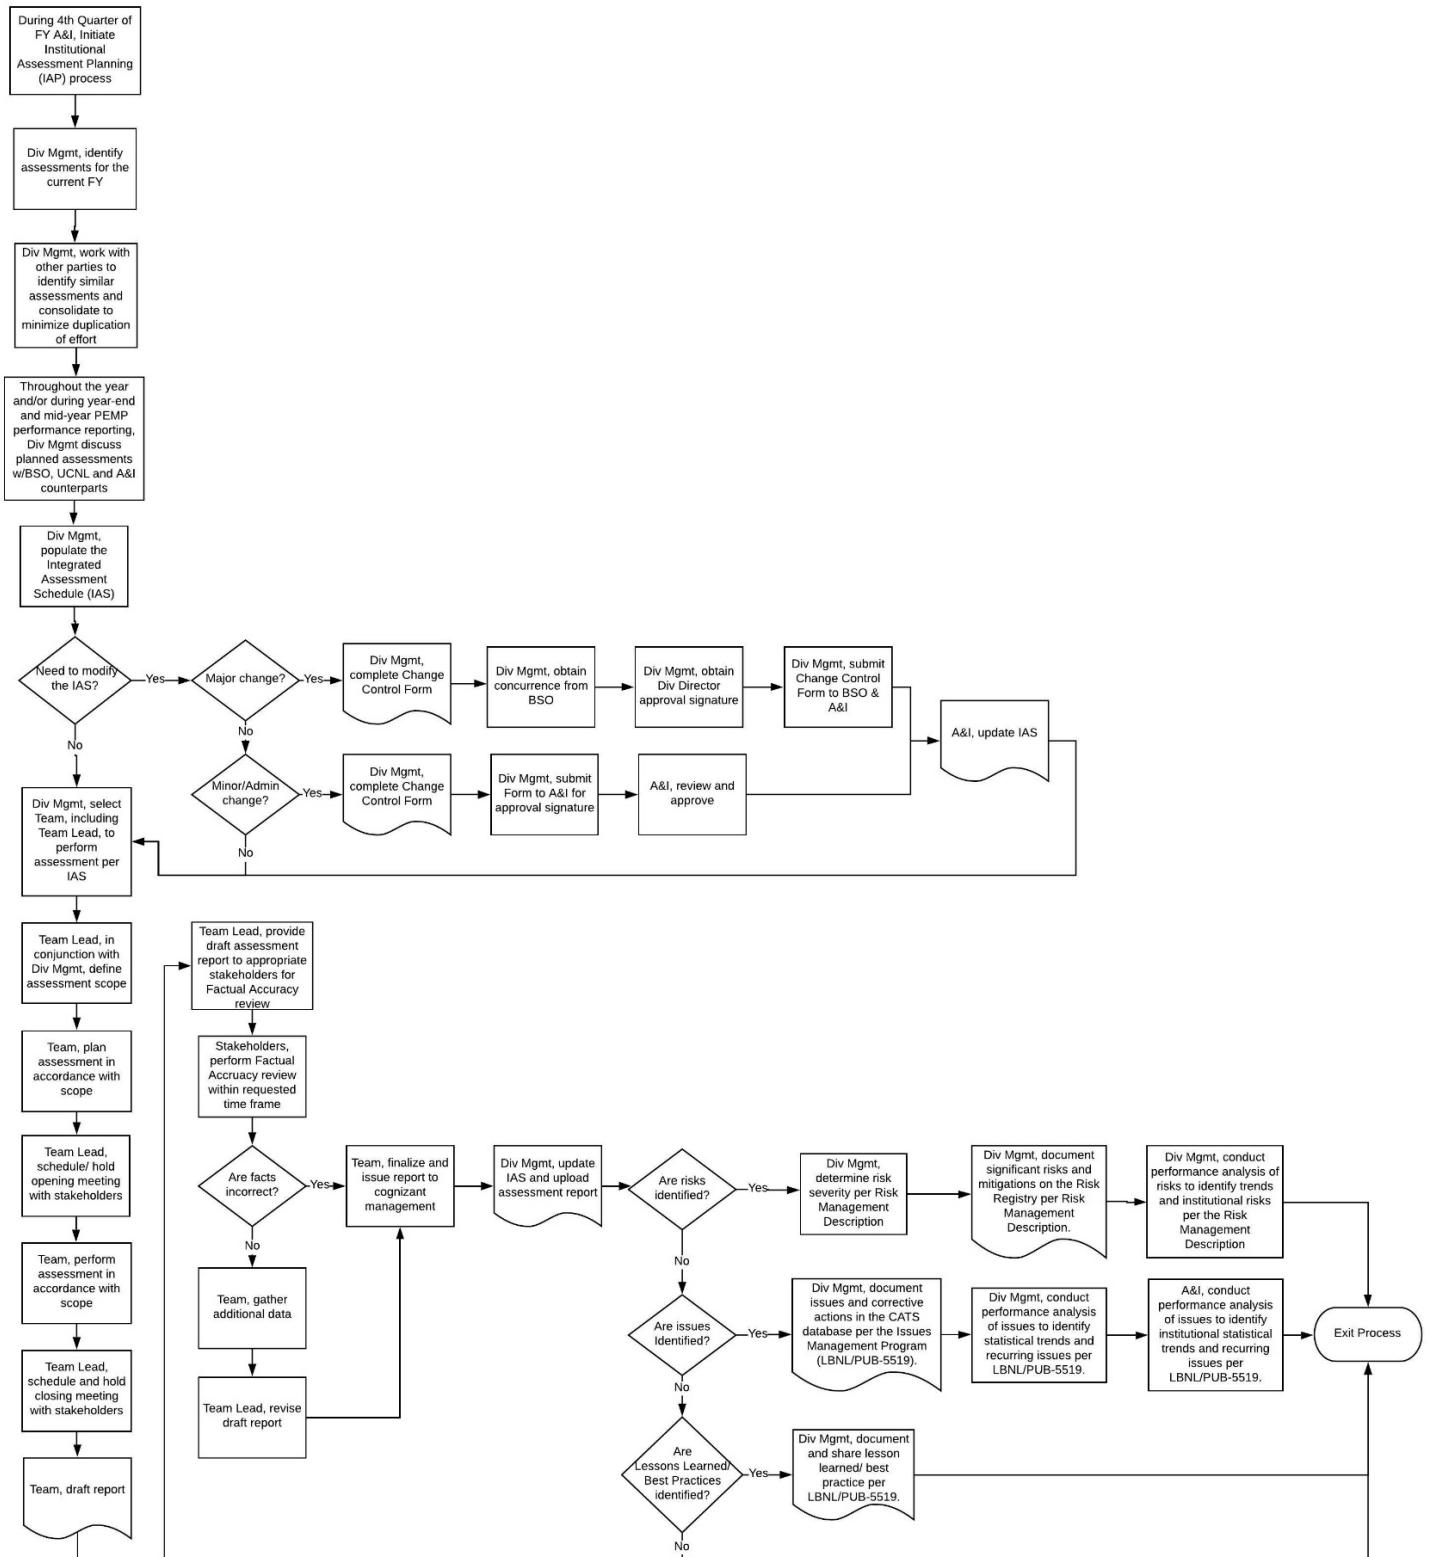 During 4th Quarter of
FY A&I, Initiate
Institutional
Assessment Planning
(IAP) process
Div Mgmt, identify
assessments for the
current FY
Div Mgmt, work with
other parties to
identify similar
assessments and
consolidate to
minimize duplication
of effort
Throughout the year
and/or during year-end
and mid-year PEMP
performance reporting,
Div Mgmt discuss
planned assessments
w/BSO, UCNL and A&I
counterparts
Div Mgmt,
populate the
Integrated
Assessment
Schedule (IAS)
Need to modify
the IAS?
Yes
Major change?
Yes
Div Mgmt,
complete Change
Control Form
Div Mgmt, obtain
concurrence from
BSO
Div Mgmt, obtain
Div Director
approval signature
Div Mgmt, submit
Change Control
Form to BSO &
A&I
A&I, update IAS
No
No
Minor/Admin
change?
Yes
Div Mgmt,
complete Change
Control Form
Div Mgmt, submit
Form to A&I for
approval signature
A&I, review and
approve
No
Div Mgmt, select
Team, including
Team Lead, to
perform
assessment per
IAS
Team Lead, in
conjunction with
Div Mgmt, define
assessment scope
Team, plan
assessment in
accordance with
scope
Team Lead,
schedule/ hold
opening meeting
with stakeholders
Team, perform
assessment in
accordance with
scope
Team Lead,
schedule and hold
closing meeting
with stakeholders
Team, draft report
Team Lead, provide
draft assessment
report to appropriate
stakeholders for
Factual Accuracy
review
Stakeholders,
perform Factual
Accruacy review
within requested
time frame
Are facts
incorrect?
Yes
No
Team, gather
additional data
Team Lead, revise
draft report
Team, finalize and
issue report to
cognizant
management
Div Mgmt, update
IAS and upload
assessment report
Are risks
identified?
Yes
Div Mgmt,
determine risk
severity per Risk
Management
Description
Div Mgmt, document
significant risks and
mitigations on the Risk
Registry per Risk
Management
Description.
Div Mgmt, conduct
performance analysis of
risks to identify trends
and institutional risks
per the Risk
Management
Description
No
Are issues
Identified?
Yes
Div Mgmt, document
issues and corrective
actions in the CATS
database per the Issues
Management Program
(LBNL/PUB-5519).
Div Mgmt, conduct
performance analysis
of issues to identify
statistical trends and
recurring issues per
LBNL/PUB-5519.
A&I, conduct
performance analysis
of issues to identify
institutional statistical
trends and recurring
issues per
LBNL/PUB-5519.
Exit Process
No
Are
Lessons Learned/
Best Practices
identified?
Yes
Div Mgmt, document
and share lesson
learned/ best
practice per
LBNL/PUB-5519.
No